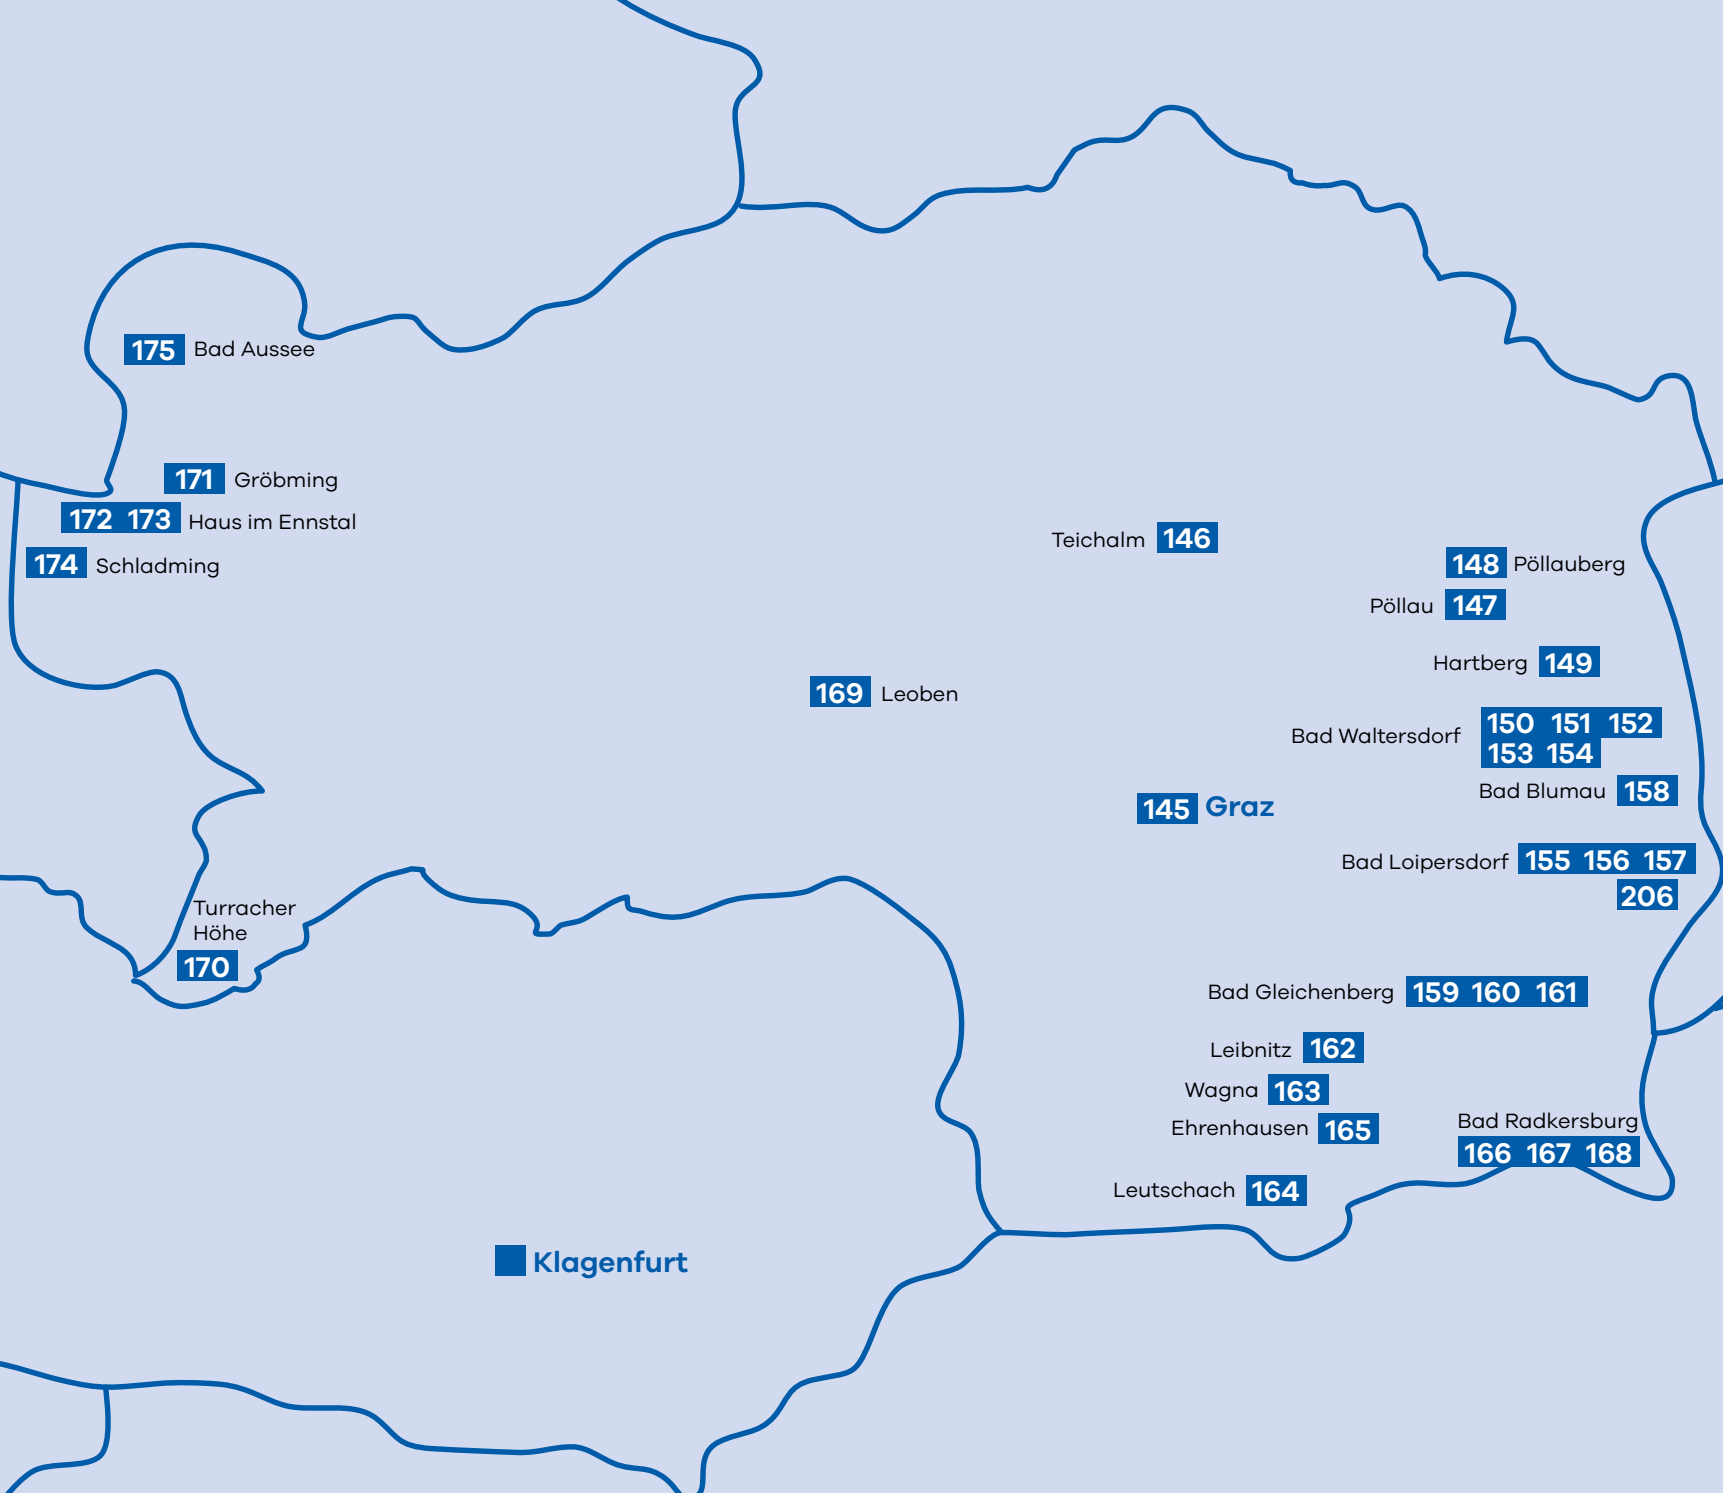 175 Bad Aussee
171 Gröbming
172 173 Haus im Ennstal
174 Schladming
Teichalm 146
148 Pöllauberg
Pöllau 147
Hartberg 149
169 Leoben
Bad Waltersdorf 150 151 152
153 154
Bad Blumau 158
145 Graz
Bad Loipersdorf 155 156 157
206
Turracher
Höhe
170
Bad Gleichenberg 159 160 161
Leibnitz 162
Wagna 163
Ehrenhausen 165
Bad Radkersburg
166 167 168
Leutschach 164
Klagenfurt